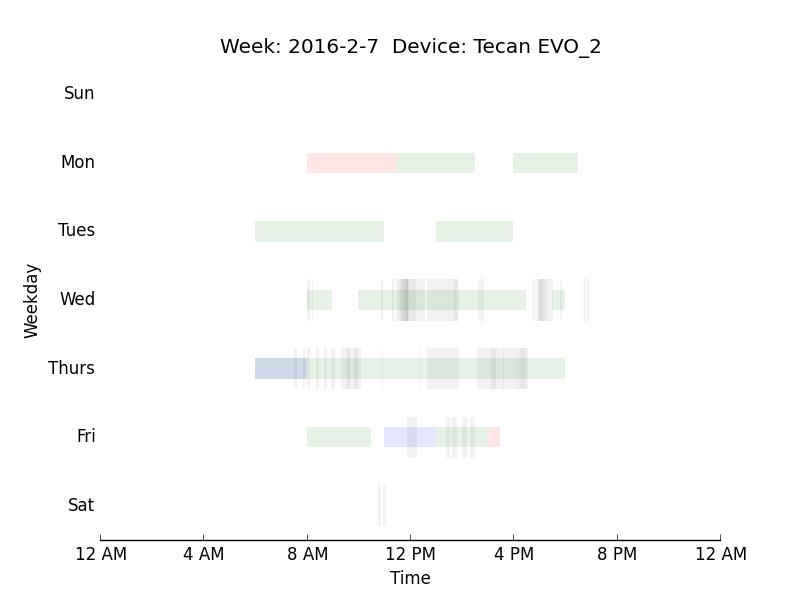 Week: 2016-2-7  Device: Tecan EVO_2
Weekday
Sun
Mon
Tues
Wed
Thurs
Fri
Sat
12 AM 4 AM 8 AM 12 PM 4 PM 8 PM 12 AM
Time